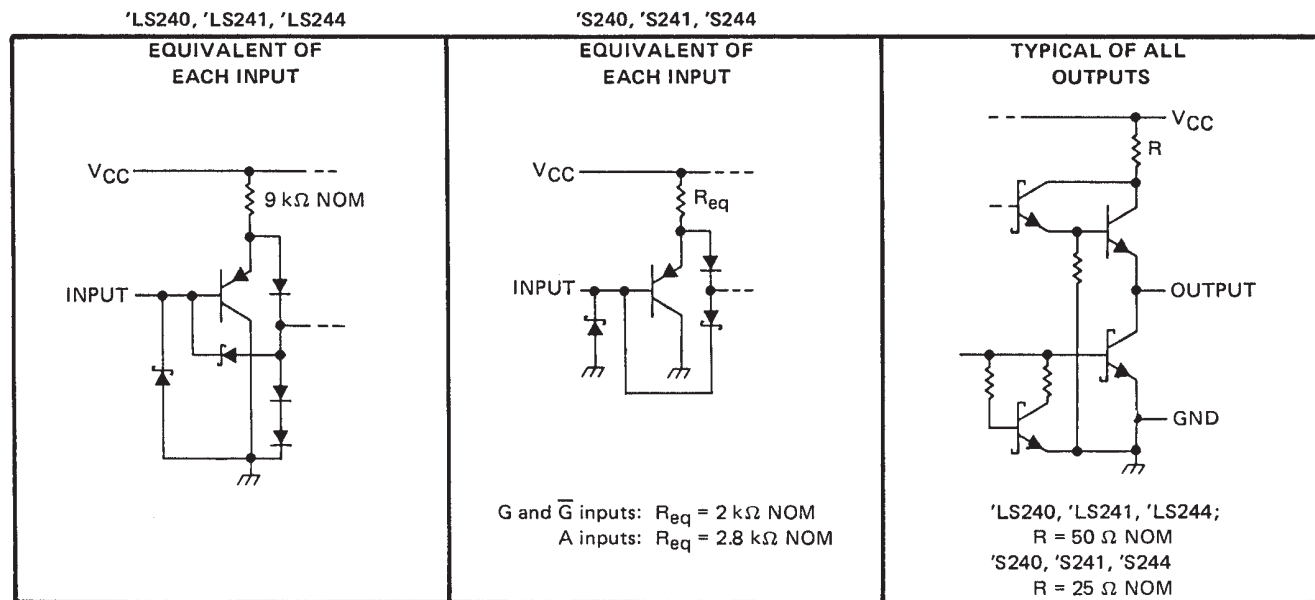 'LS240, 'LS241, 'LS244
EQUIVALENT OF
EACH INPUT
VCC
9 kΩ NOM
INPUT
'S240, 'S241, 'S244
EQUIVALENT OF
EACH INPUT
VCC
Req
INPUT
G and G̅ inputs: Req = 2 kΩ NOM
A inputs: Req = 2.8 kΩ NOM
TYPICAL OF ALL
OUTPUTS
VCC
R
OUTPUT
GND
'LS240, 'LS241, 'LS244;
R = 50 Ω NOM
'S240, 'S241, 'S244
R = 25 Ω NOM